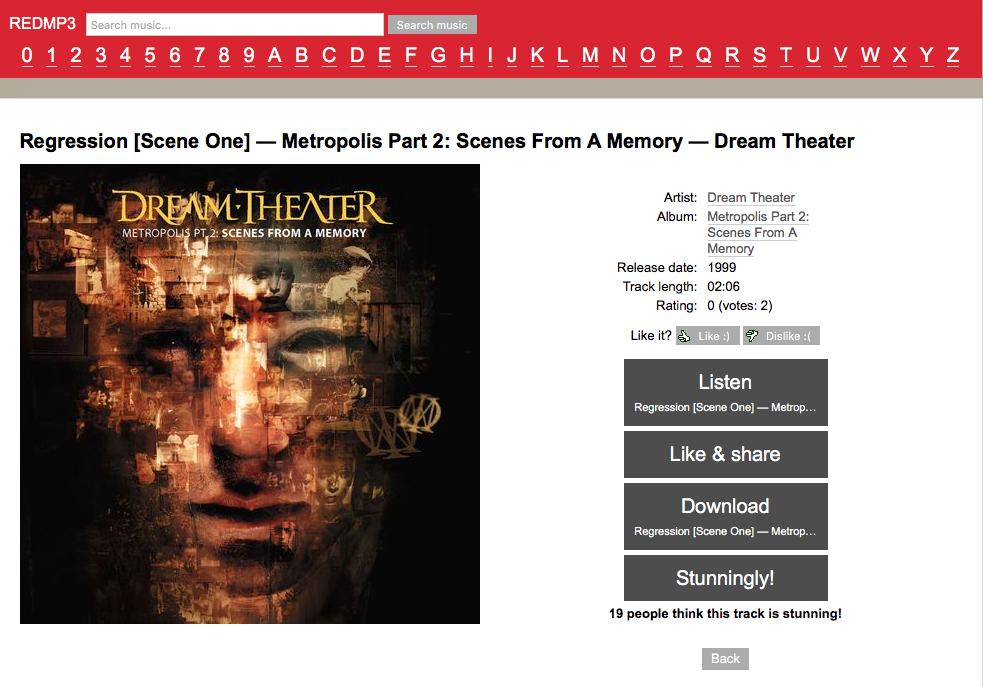 REDMP3 Search music... Search music
0 1 2 3 4 5 6 7 8 9 A B C D E F G H I J K L M N O P Q R S T U V W X Y Z
Regression [Scene One] — Metropolis Part 2: Scenes From A Memory — Dream Theater
DREAM·THEATER
METROPOLIS PT.2: SCENES FROM A MEMORY
Artist: Dream Theater
Album: Metropolis Part 2:
Scenes From A
Memory
Release date: 1999
Track length: 02:06
Rating: 0 (votes: 2)
Like it? Like :) Dislike :(
Listen
Regression [Scene One] — Metrop...
Like & share
Download
Regression [Scene One] — Metrop...
Stunningly!
19 people think this track is stunning!
Back